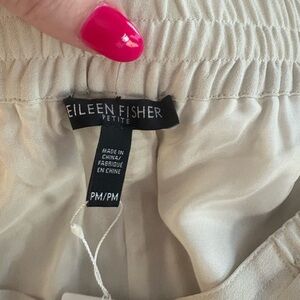 EILEEN FISHER
PETITE
MADE IN
CHINA/
FABRIQUÉ
EN CHINE
PM/PM